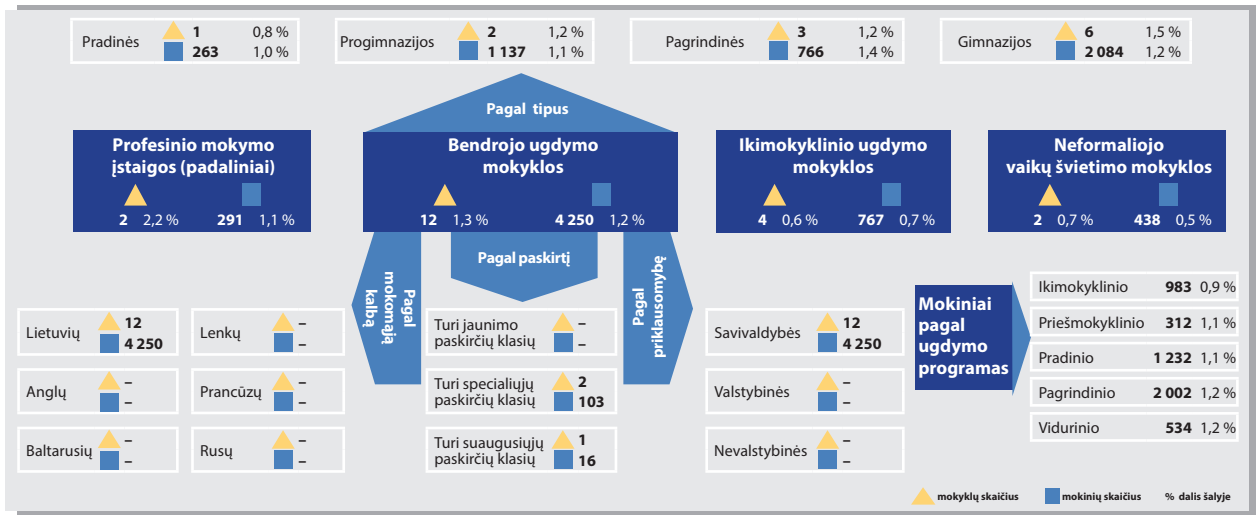 Pradinės
1 0,8 %
263 1,0 %
Progimnazijos
2 1,2 %
1 137 1,1 %
Pagrindinės
3 1,2 %
766 1,4 %
Gimnazijos
6 1,5 %
2 084 1,2 %
Pagal tipus
Profesinio mokymo
įstaigos (padaliniai)
2 2,2 % 291 1,1 %
Bendrojo ugdymo
mokyklos
12 1,3 % 4 250 1,2 %
Ikimokyklinio ugdymo
mokyklos
4 0,6 % 767 0,7 %
Neformaliojo
vaikų švietimo mokyklos
2 0,7 % 438 0,5 %
Pagal
mokomąją
kalbą
Pagal paskirtį
Pagal
priklausomybę
Lietuvių
12
4 250
Lenkų
–
–
Anglų
–
–
Prancūzų
–
–
Baltarusių
–
–
Rusų
–
–
Turi jaunimo
paskirčių klasių
–
–
Turi specialiųjų
paskirčių klasių
2
103
Turi suaugusiųjų
paskirčių klasių
1
16
Savivaldybės
12
4 250
Valstybinės
–
–
Nevalstybinės
–
–
Mokiniai
pagal
ugdymo
programas
Ikimokyklinio 983 0,9 %
Priešmokyklinio 312 1,1 %
Pradinio 1 232 1,1 %
Pagrindinio 2 002 1,2 %
Vidurinio 534 1,2 %
mokyklų skaičius mokinių skaičius % dalis šalyje